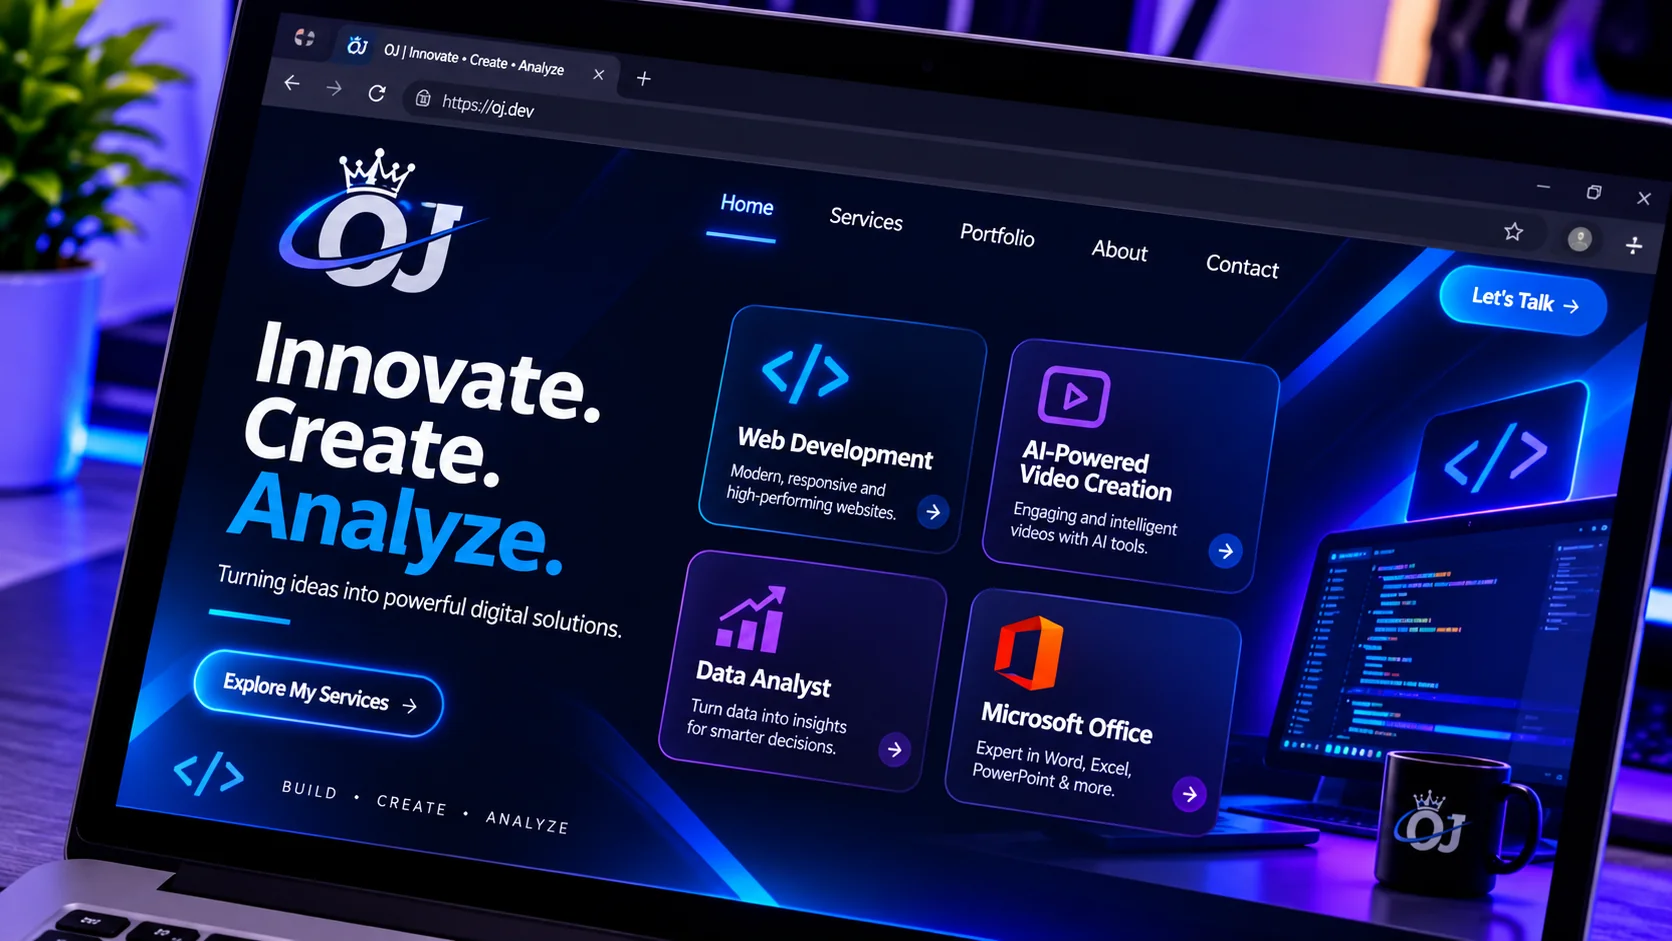 OJ | Innovate • Create • Analyze
https://oj.dev
OJ
Home
Services
Portfolio
About
Contact
Let's Talk →
Innovate.
Create.
Analyze.
Turning ideas into powerful digital solutions.
Explore My Services →
</> BUILD • CREATE • ANALYZE
</>
Web Development
Modern, responsive and
high-performing websites.
AI-Powered
Video Creation
Engaging and intelligent
videos with AI tools.
Data Analyst
Turn data into insights
for smarter decisions.
Microsoft Office
Expert in Word, Excel,
PowerPoint & more.
</>
OJ